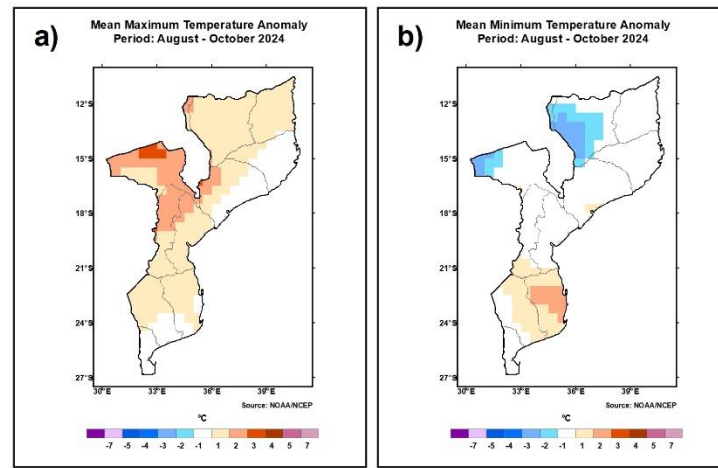 a)
Mean Maximum Temperature Anomaly
Period: August - October 2024
12°S
15°S
18°S
21°S
24°S
27°S
30°E 33°E 36°E 39°E
Source: NOAA/NCEP
°C
-7 -5 -4 -3 -2 -1 1 2 3 4 5 7
b)
Mean Minimum Temperature Anomaly
Period: August - October 2024
12°S
15°S
18°S
21°S
24°S
27°S
30°E 33°E 36°E 39°E
Source: NOAA/NCEP
°C
-7 -5 -4 -3 -2 -1 1 2 3 4 5 7